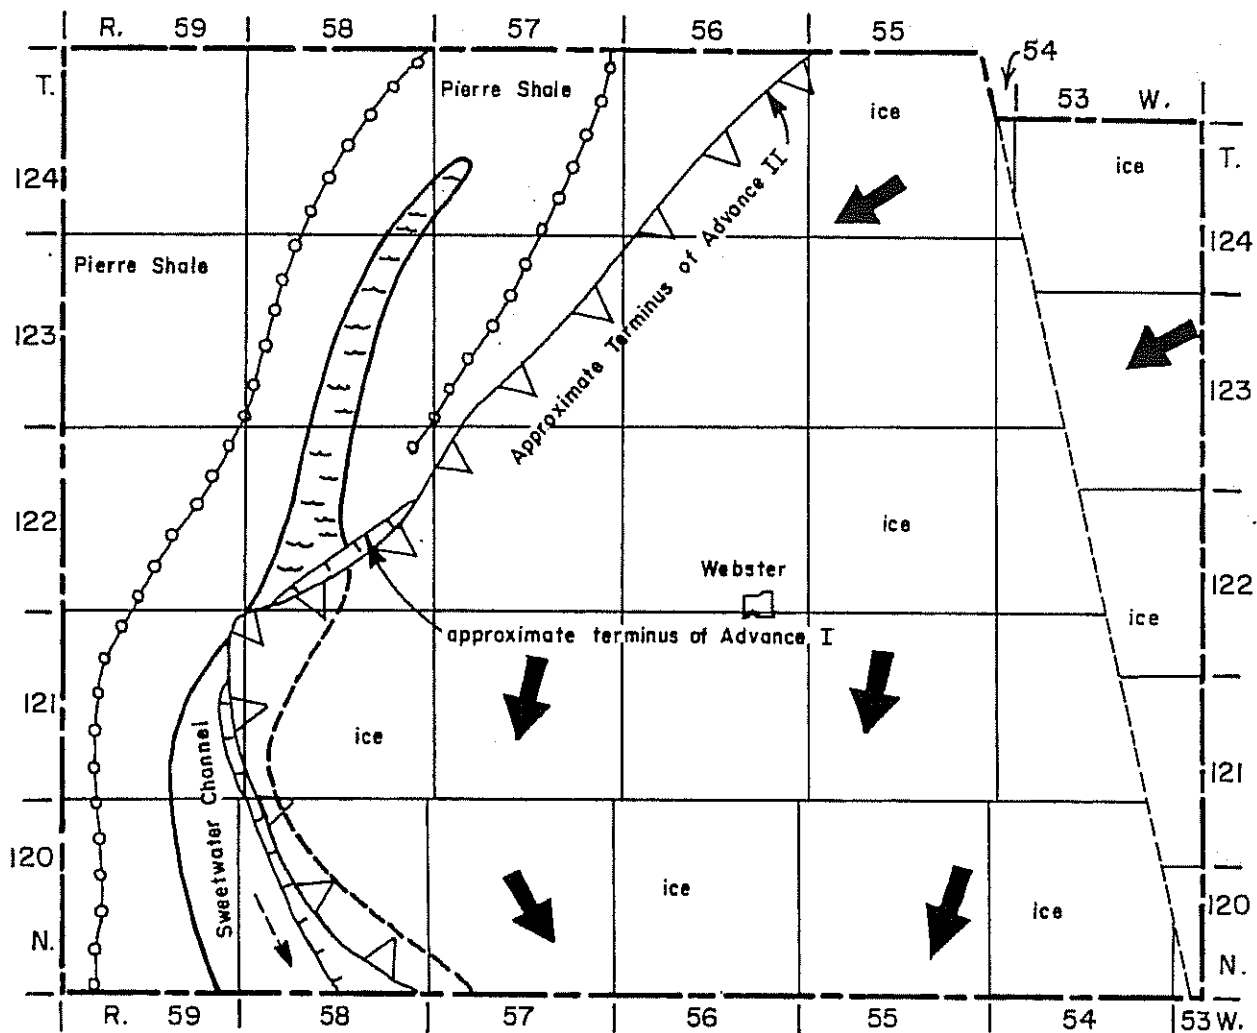 R. 59 58 57 56 55
54
53 W.
T.
Pierre Shale
ice
ice
T.
124
Approximate Terminus of Advance II
124
Pierre Shale
123
123
122
ice
Webster
122
ice
approximate terminus of Advance I
121
Sweetwater Channel
ice
121
120
ice
ice
120
N.
N.
R. 59 58 57 56 55 54 53 W.